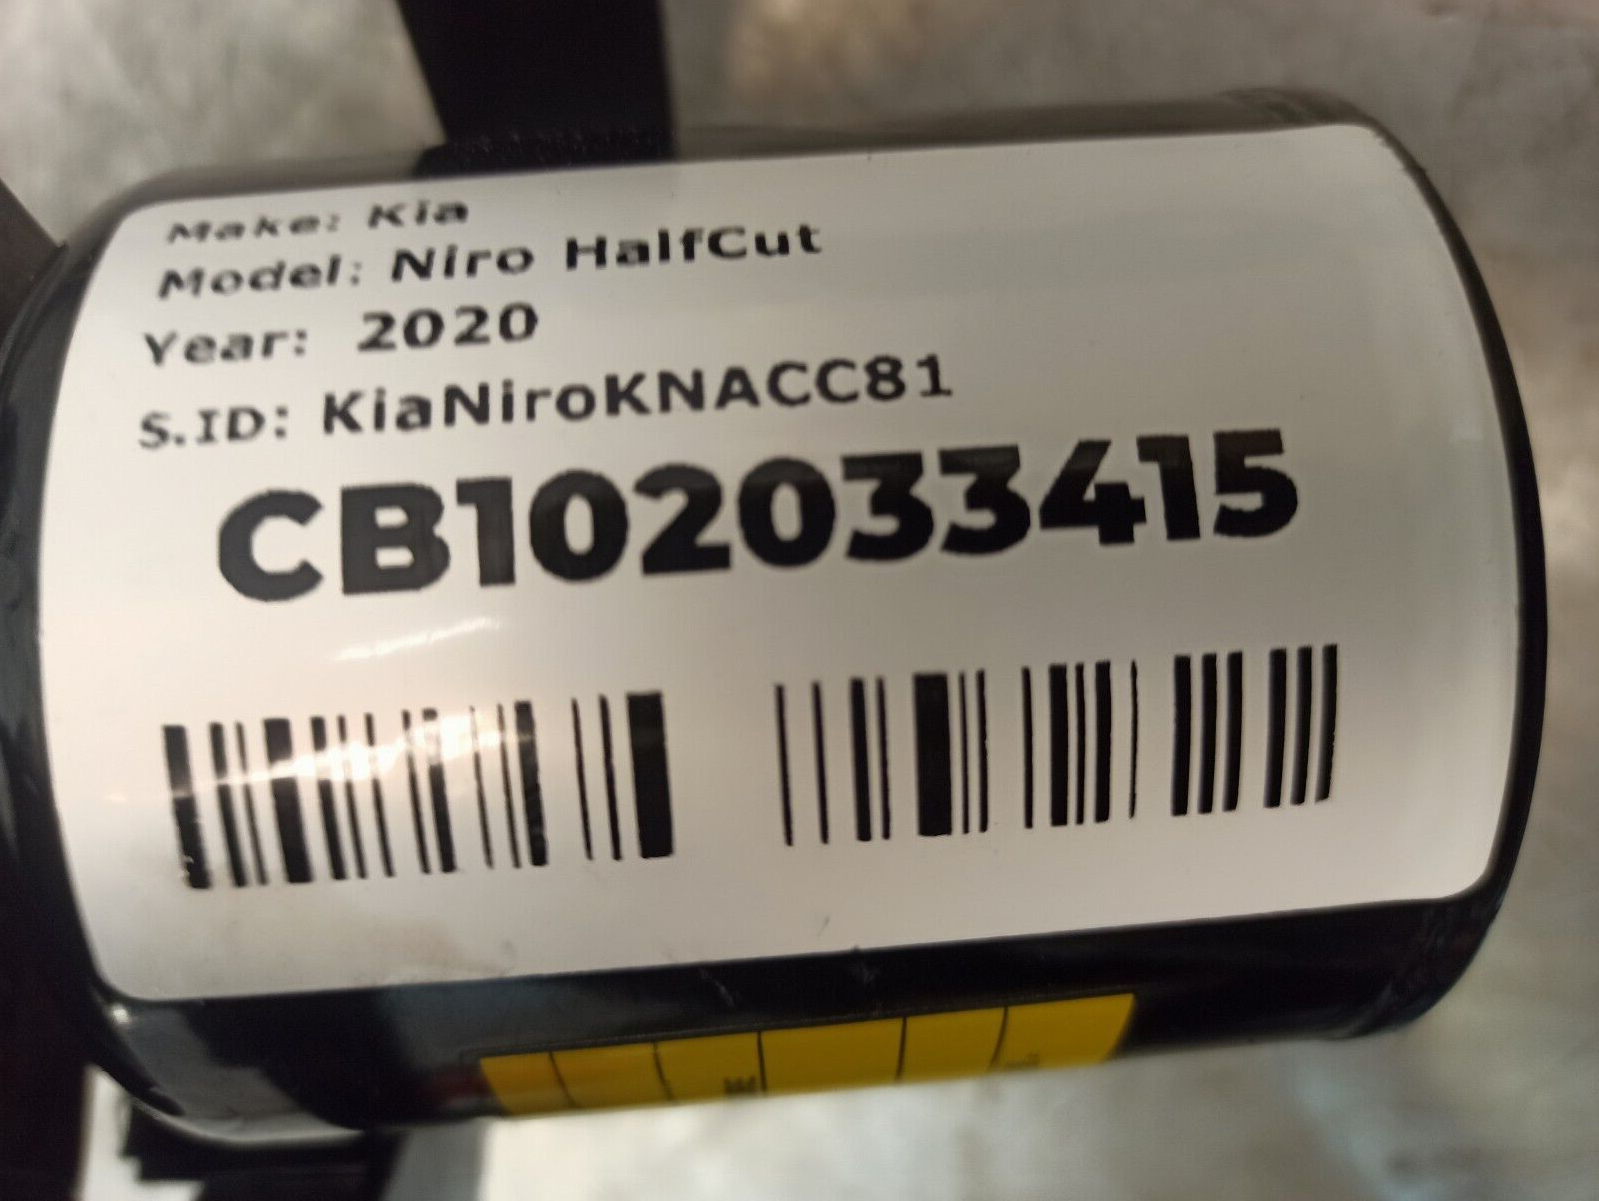 Make: Kia
Model: Niro HalfCut
Year: 2020
S.ID: KiaNiroKNACC81
CB102033415